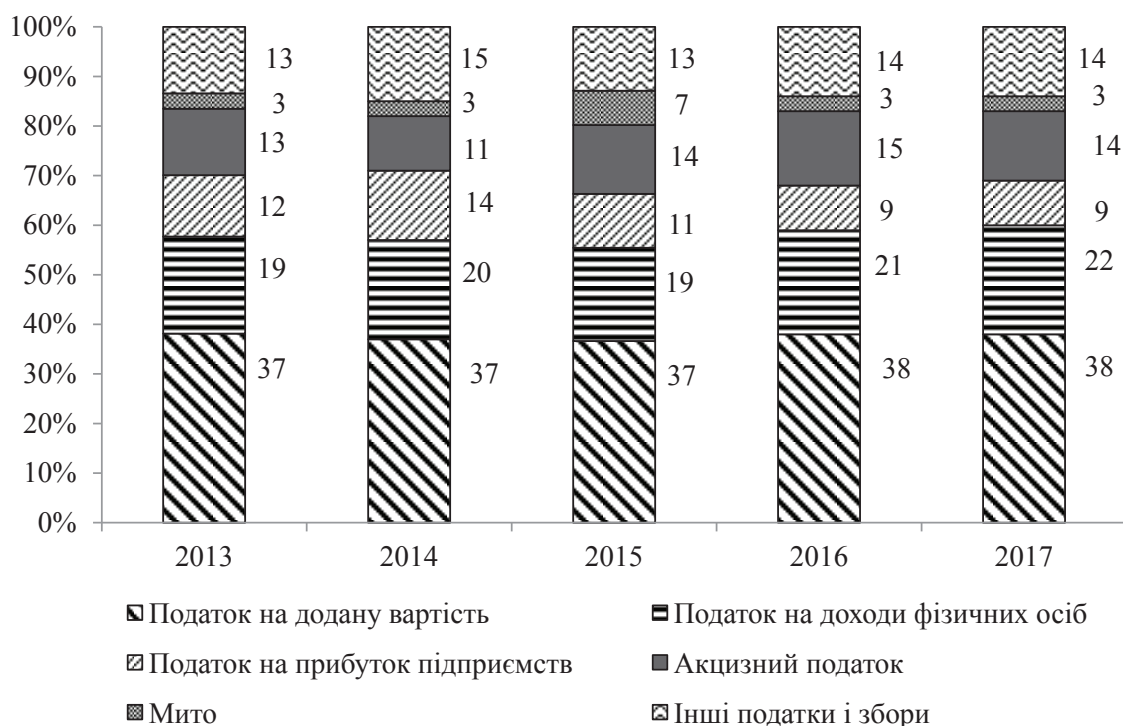 100%
90%
80%
70%
60%
50%
40%
30%
20%
10%
0%
13 15 13 14 14
3 3 7 3 3
13 11 14 15 14
12 14 11 9 9
19 20 19 21 22
37 37 37 38 38
2013 2014 2015 2016 2017
Податок на додану вартість Податок на доходи фізичних осіб
Податок на прибуток підприємств Акцизний податок
Мито Інші податки і збори